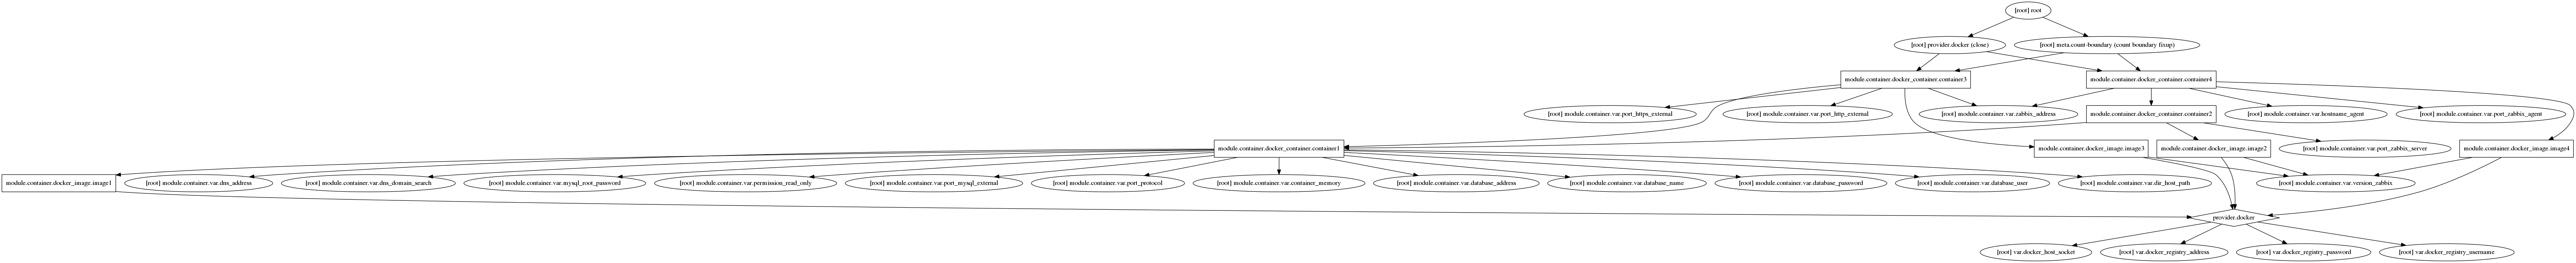 [root] root
[root] provider.docker (close)
[root] meta.count-boundary (count boundary fixup)
module.container.docker_container.container3
module.container.docker_container.container4
[root] module.container.var.port_https_external
[root] module.container.var.port_http_external
[root] module.container.var.zabbix_address
module.container.docker_container.container2
[root] module.container.var.hostname_agent
[root] module.container.var.port_zabbix_agent
module.container.docker_container.container1
module.container.docker_image.image3
module.container.docker_image.image2
[root] module.container.var.port_zabbix_server
module.container.docker_image.image4
module.container.docker_image.image1
[root] module.container.var.dns_address
[root] module.container.var.dns_domain_search
[root] module.container.var.mysql_root_password
[root] module.container.var.permission_read_only
[root] module.container.var.port_mysql_external
[root] module.container.var.port_protocol
[root] module.container.var.container_memory
[root] module.container.var.database_address
[root] module.container.var.database_name
[root] module.container.var.database_password
[root] module.container.var.database_user
[root] module.container.var.dir_host_path
[root] module.container.var.version_zabbix
provider.docker
[root] var.docker_host_socket
[root] var.docker_registry_address
[root] var.docker_registry_password
[root] var.docker_registry_username